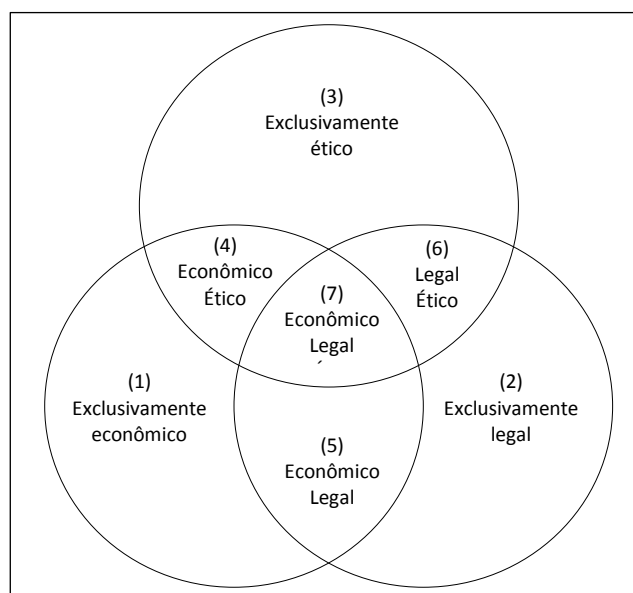 (3)
Exclusivamente
ético
(4)
Econômico
Ético
(6)
Legal
Ético
(7)
Econômico
Legal
(1)
Exclusivamente
econômico
(2)
Exclusivamente
legal
(5)
Econômico
Legal